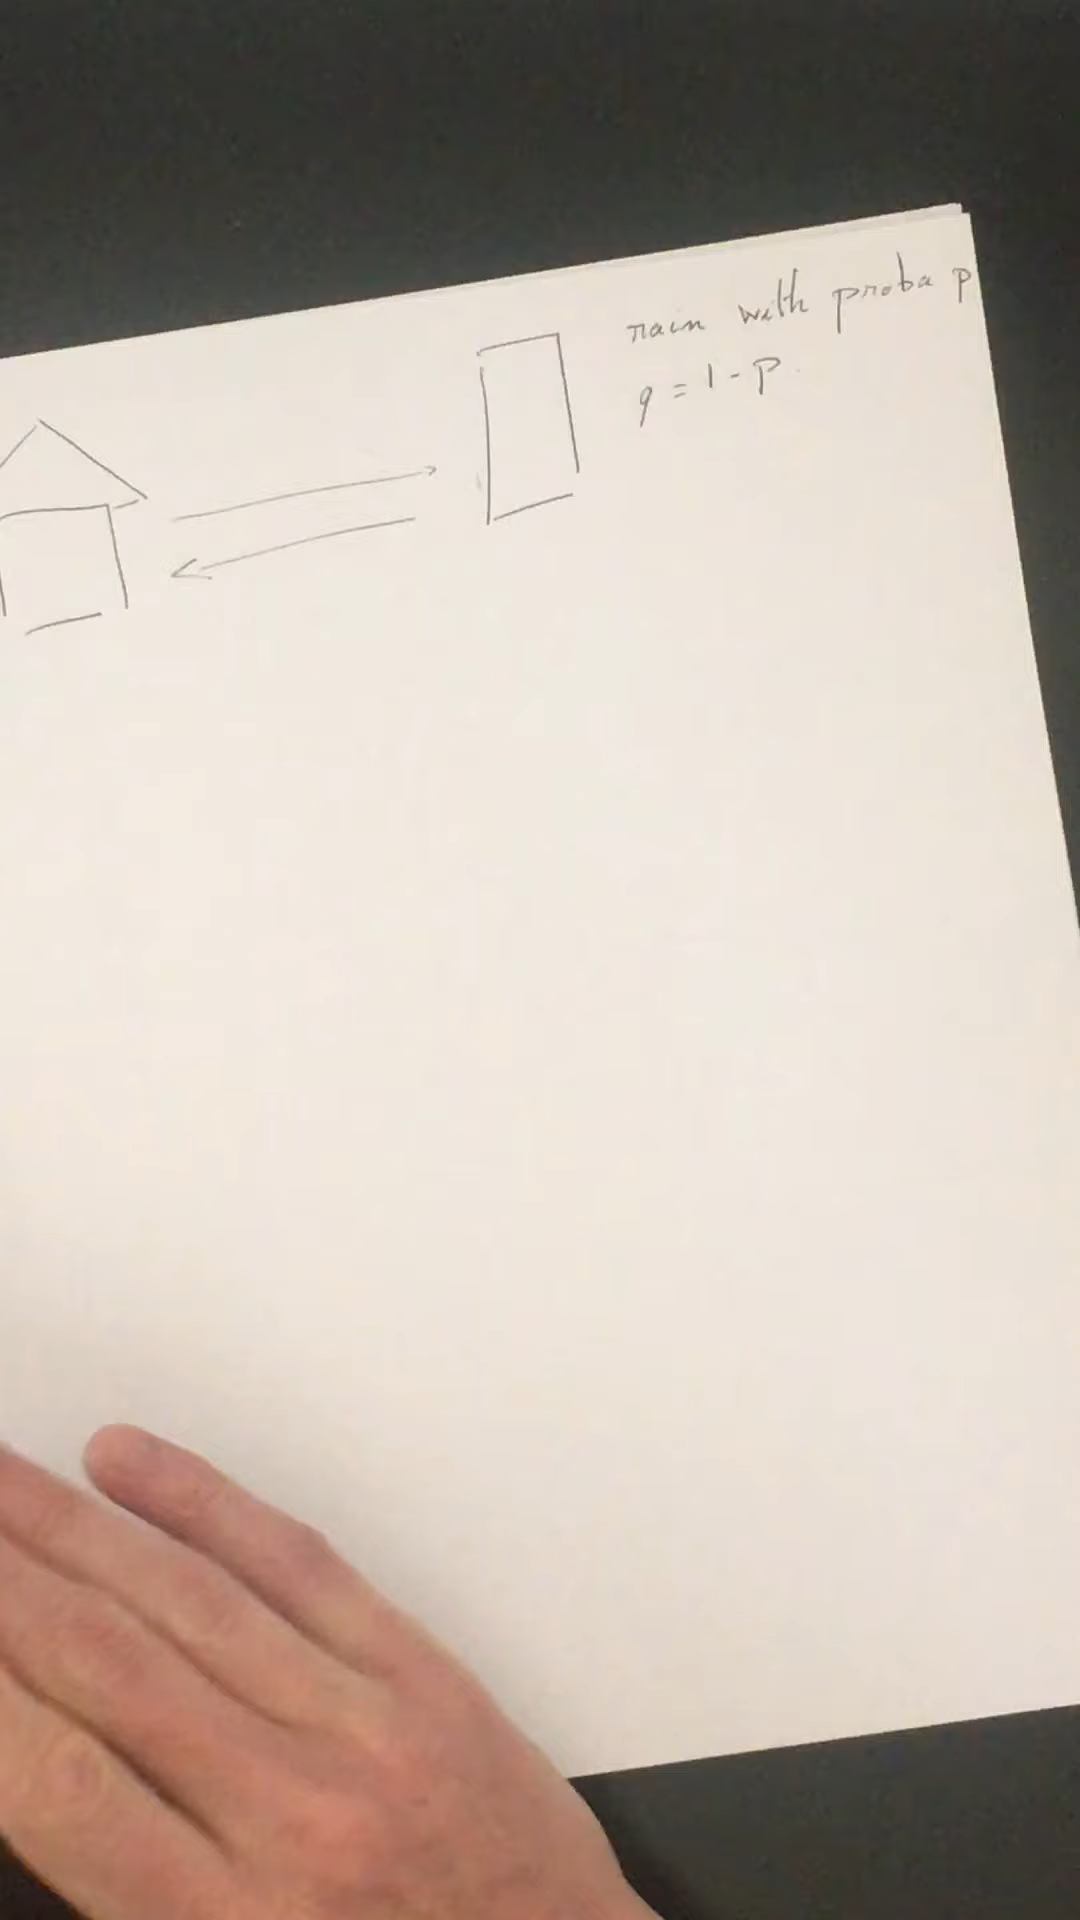 rain with proba p
q = 1 - p.